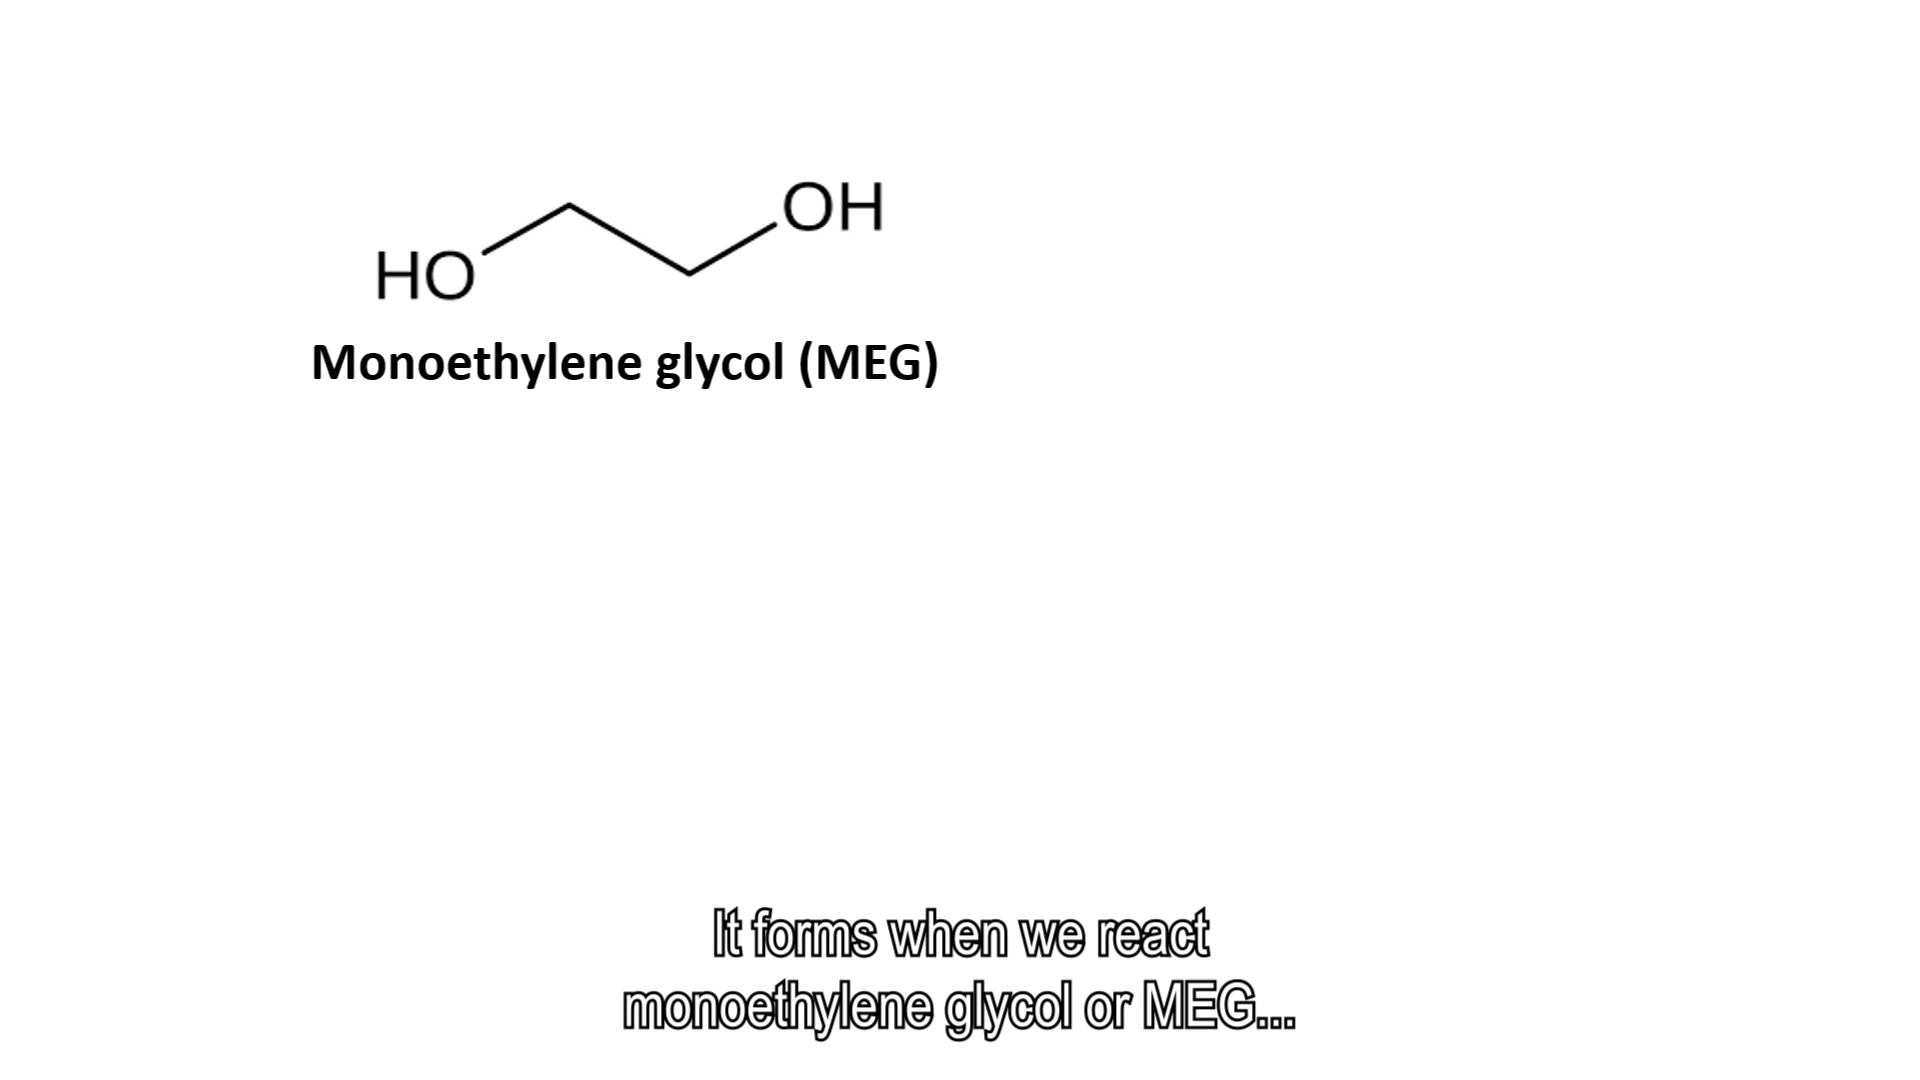 OH
HO
Monoethylene glycol (MEG)
It forms when we react
monoethylene glycol or MEG...